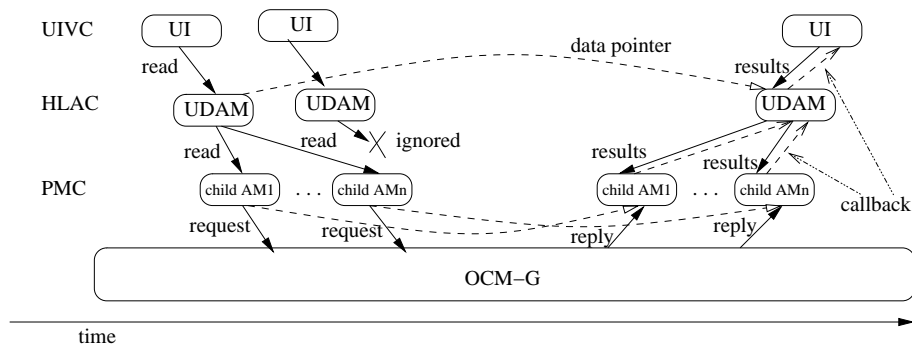 UIVC UI UI UI
data pointer
read results
HLAC UDAM UDAM UDAM
read read ignored results results
PMC child AM1 . . . child AMn child AM1 . . . child AMn
callback
request request reply reply
OCM–G
time